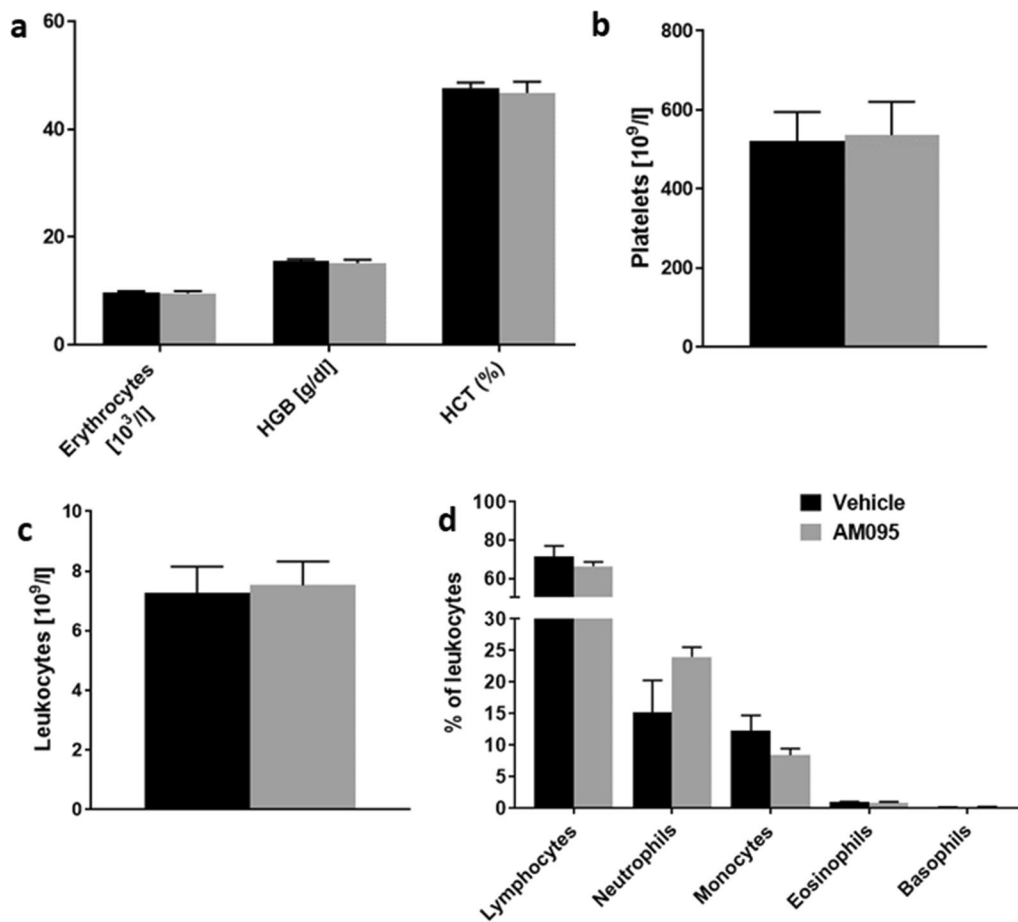 a
60
40
20
0
Erythrocytes
[10³/l]
HGB [g/dl]
HCT (%)
b
Platelets [10⁹/l]
800
600
400
200
0
c
Leukocytes [10⁹/l]
10
8
6
4
2
0
d
% of leukocytes
100
80
60
30
25
20
15
10
5
0
Vehicle
AM095
Lymphocytes
Neutrophils
Monocytes
Eosinophils
Basophils